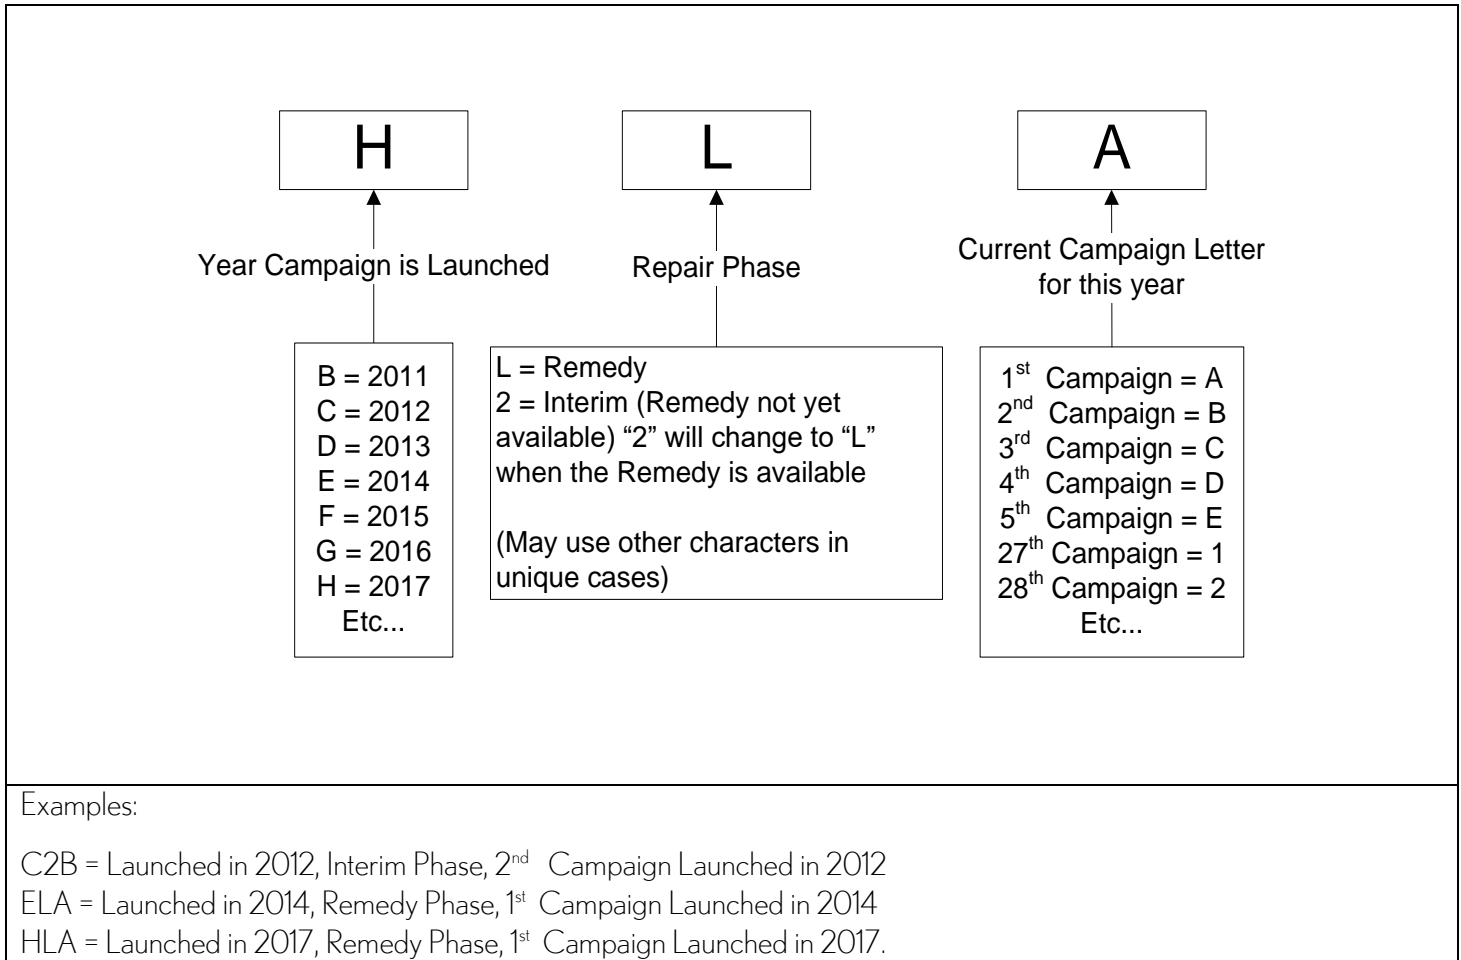 H
L
A
Year Campaign is Launched
Repair Phase
Current Campaign Letter
for this year
B = 2011
C = 2012
D = 2013
E = 2014
F = 2015
G = 2016
H = 2017
Etc...
L = Remedy
2 = Interim (Remedy not yet
available) “2” will change to “L”
when the Remedy is available
(May use other characters in
unique cases)
1st Campaign = A
2nd Campaign = B
3rd Campaign = C
4th Campaign = D
5th Campaign = E
27th Campaign = 1
28th Campaign = 2
Etc...
Examples:
C2B = Launched in 2012, Interim Phase, 2nd Campaign Launched in 2012
ELA = Launched in 2014, Remedy Phase, 1st Campaign Launched in 2014
HLA = Launched in 2017, Remedy Phase, 1st Campaign Launched in 2017.